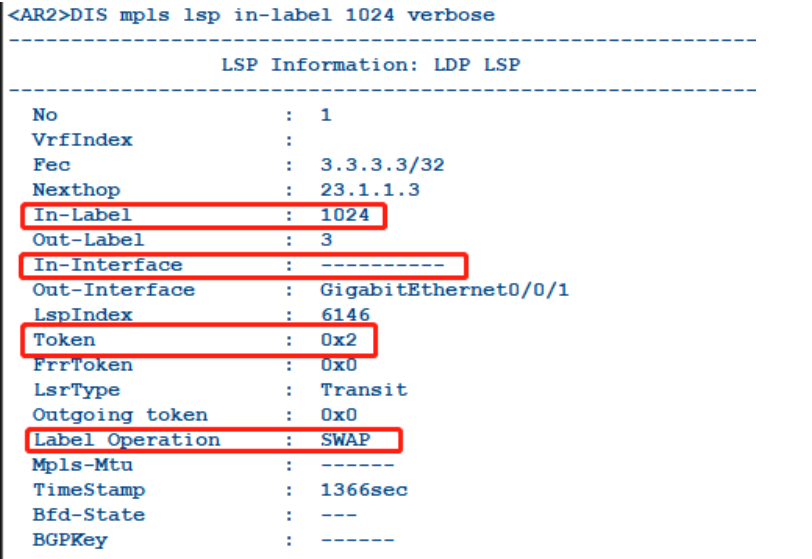 <AR2>DIS mpls lsp in-label 1024 verbose
-------------------------------------------------------------
LSP Information: LDP LSP
-------------------------------------------------------------
No : 1
VrfIndex :
Fec : 3.3.3.3/32
Nexthop : 23.1.1.3
In-Label : 1024
Out-Label : 3
In-Interface : ----------
Out-Interface : GigabitEthernet0/0/1
LspIndex : 6146
Token : 0x2
FrrToken : 0x0
LsrType : Transit
Outgoing token : 0x0
Label Operation : SWAP
Mpls-Mtu : ------
TimeStamp : 1366sec
Bfd-State : ---
BGPKey : ------